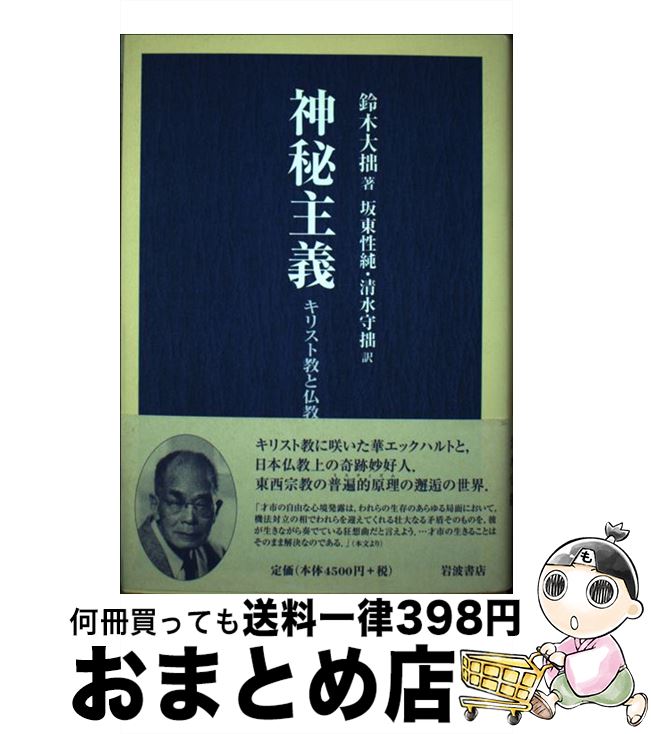 鈴木大拙著
坂東性純・清水守拙訳
神秘主義
キリスト教と仏教
キリスト教に咲いた華エックハルトと,
日本仏教上の奇跡妙好人.
東西宗教の普遍的原理の邂逅の世界.
「才市の自由な心境発露は、われらの生存のあらゆる局面において,
機法対立の相でわれらを迎えてくれる壮大なる矛盾そのものを,彼
が生きながら奏でている狂想曲だと言えよう.…才市の生きることは
そのまま解決なのである.」(本文より)
定価(本体4500円+税)
岩波書店
何冊買っても送料一律398円
おまとめ店